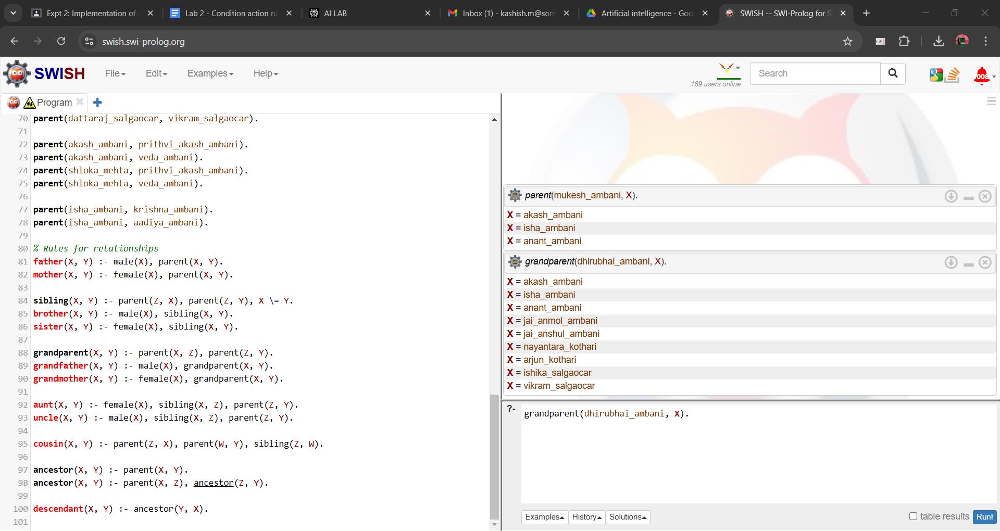 Expt 2: Implementation of
Lab 2 - Condition action ru
AI LAB
Inbox (1) - kashish.m@som
Artificial intelligence - Goo
SWISH -- SWI-Prolog for S
swish.swi-prolog.org
SWISH
File
Edit
Examples
Help
189 users online
Search
008
Program
70 parent(dattaraj_salgaocar, vikram_salgaocar).
71
72 parent(akash_ambani, prithvi_akash_ambani).
73 parent(akash_ambani, veda_ambani).
74 parent(shloka_mehta, prithvi_akash_ambani).
75 parent(shloka_mehta, veda_ambani).
76
77 parent(isha_ambani, krishna_ambani).
78 parent(isha_ambani, aadiya_ambani).
79
80 % Rules for relationships
81 father(X, Y) :- male(X), parent(X, Y).
82 mother(X, Y) :- female(X), parent(X, Y).
83
84 sibling(X, Y) :- parent(Z, X), parent(Z, Y), X \= Y.
85 brother(X, Y) :- male(X), sibling(X, Y).
86 sister(X, Y) :- female(X), sibling(X, Y).
87
88 grandparent(X, Y) :- parent(X, Z), parent(Z, Y).
89 grandfather(X, Y) :- male(X), grandparent(X, Y).
90 grandmother(X, Y) :- female(X), grandparent(X, Y).
91
92 aunt(X, Y) :- female(X), sibling(X, Z), parent(Z, Y).
93 uncle(X, Y) :- male(X), sibling(X, Z), parent(Z, Y).
94
95 cousin(X, Y) :- parent(Z, X), parent(W, Y), sibling(Z, W).
96
97 ancestor(X, Y) :- parent(X, Y).
98 ancestor(X, Y) :- parent(X, Z), ancestor(Z, Y).
99
100 descendant(X, Y) :- ancestor(Y, X).
101
parent(mukesh_ambani, X).
X = akash_ambani
X = isha_ambani
X = anant_ambani
grandparent(dhirubhai_ambani, X).
X = akash_ambani
X = isha_ambani
X = anant_ambani
X = jai_anmol_ambani
X = jai_anshul_ambani
X = nayantara_kothari
X = arjun_kothari
X = ishika_salgaocar
X = vikram_salgaocar
?- grandparent(dhirubhai_ambani, X).
Examples
History
Solutions
table results
Run!